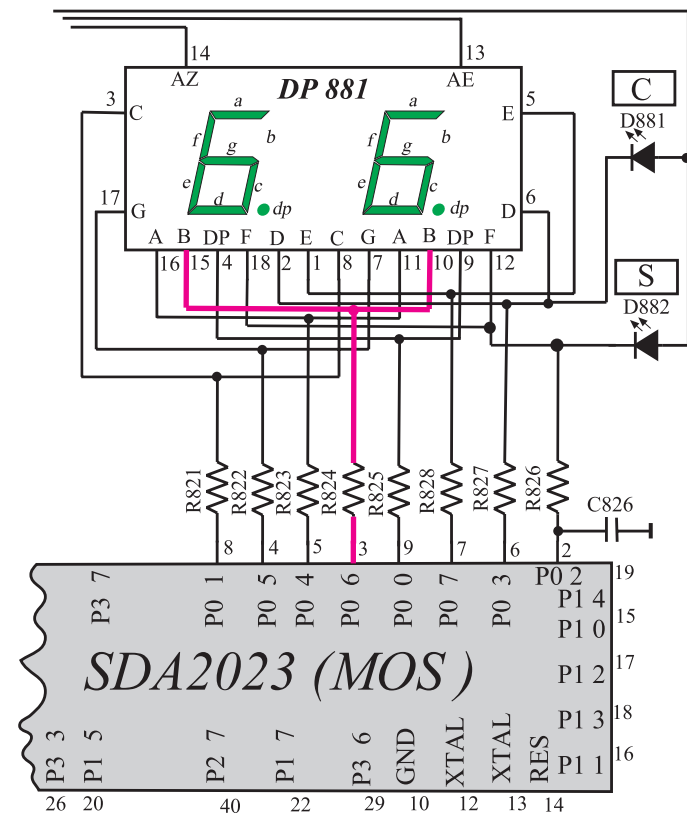 14 13
AZ DP 881 AE
3 C E 5
C
D881
a a
f b f b
g g
17 G e c e c D 6
d dp d dp
A B DP F D E C G A B DP F
16 15 4 18 2 1 8 7 11 10 9 12
S
D882
R821 R822 R823 R824 R825 R828 R827 R826
C826
8 4 5 3 9 7 6 2
P3 7 P0 1 P0 5 P0 4 P0 6 P0 0 P0 7 P0 3 P0 2 19
P1 4
P1 0 15
SDA2023 (MOS ) P1 2 17
P1 3 18
P1 1 16
P3 3 P1 5 P2 7 P1 7 P3 6 GND XTAL XTAL RES
26 20 40 22 29 10 12 13 14